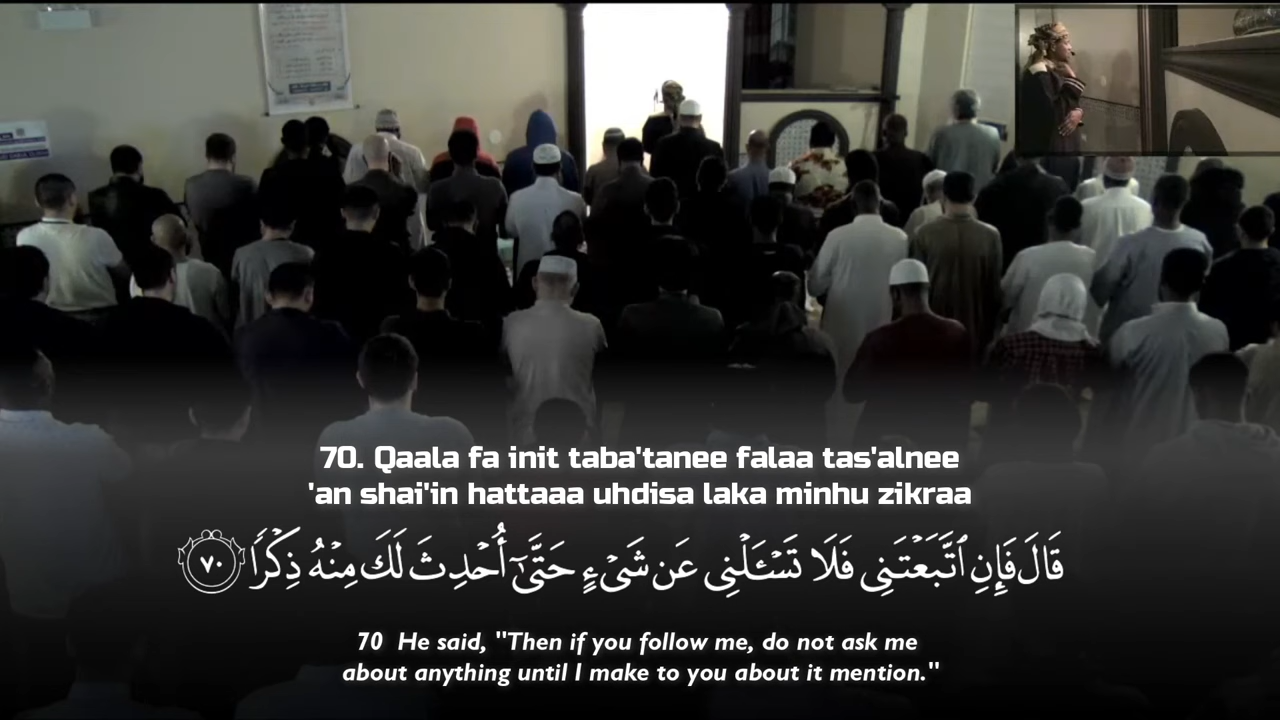 70. Qaala fa init taba'tanee falaa tas'alnee
'an shai'in hattaaa uhdisa laka minhu zikraa
قَالَ فَإِنِ ٱتَّبَعْتَنِى فَلَا تَسْـَٔلْنِى عَن شَىْءٍ حَتَّىٰٓ أُحْدِثَ لَكَ مِنْهُ ذِكْرًا ٧٠
70 He said, "Then if you follow me, do not ask me
about anything until I make to you about it mention."